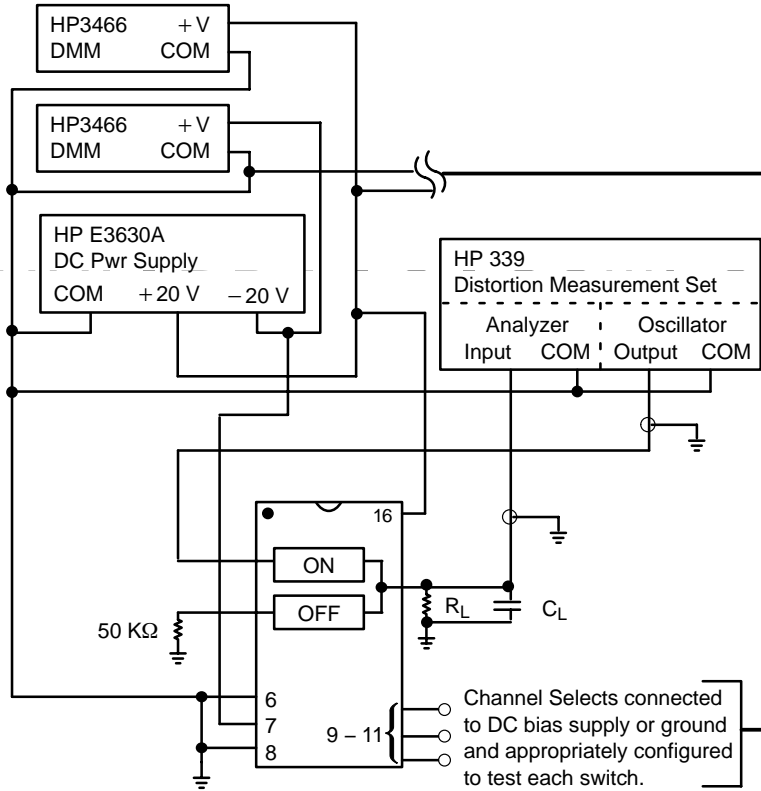 HP3466 +V
DMM COM
HP3466 +V
DMM COM
HP E3630A
DC Pwr Supply
COM +20 V −20 V
HP 339
Distortion Measurement Set
Analyzer Oscillator
Input COM Output COM
16
ON
OFF
50 KΩ
RL
CL
6
7
8
9 – 11
Channel Selects connected
to DC bias supply or ground
and appropriately configured
to test each switch.